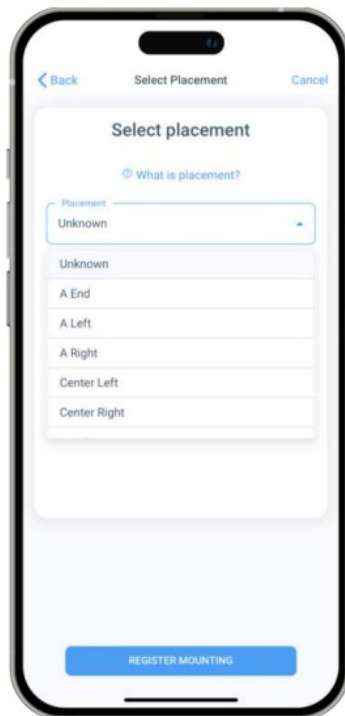 Back Select Placement Cancel
Select placement
What is placement?
Placement
Unknown
Unknown
A End
A Left
A Right
Center Left
Center Right
REGISTER MOUNTING